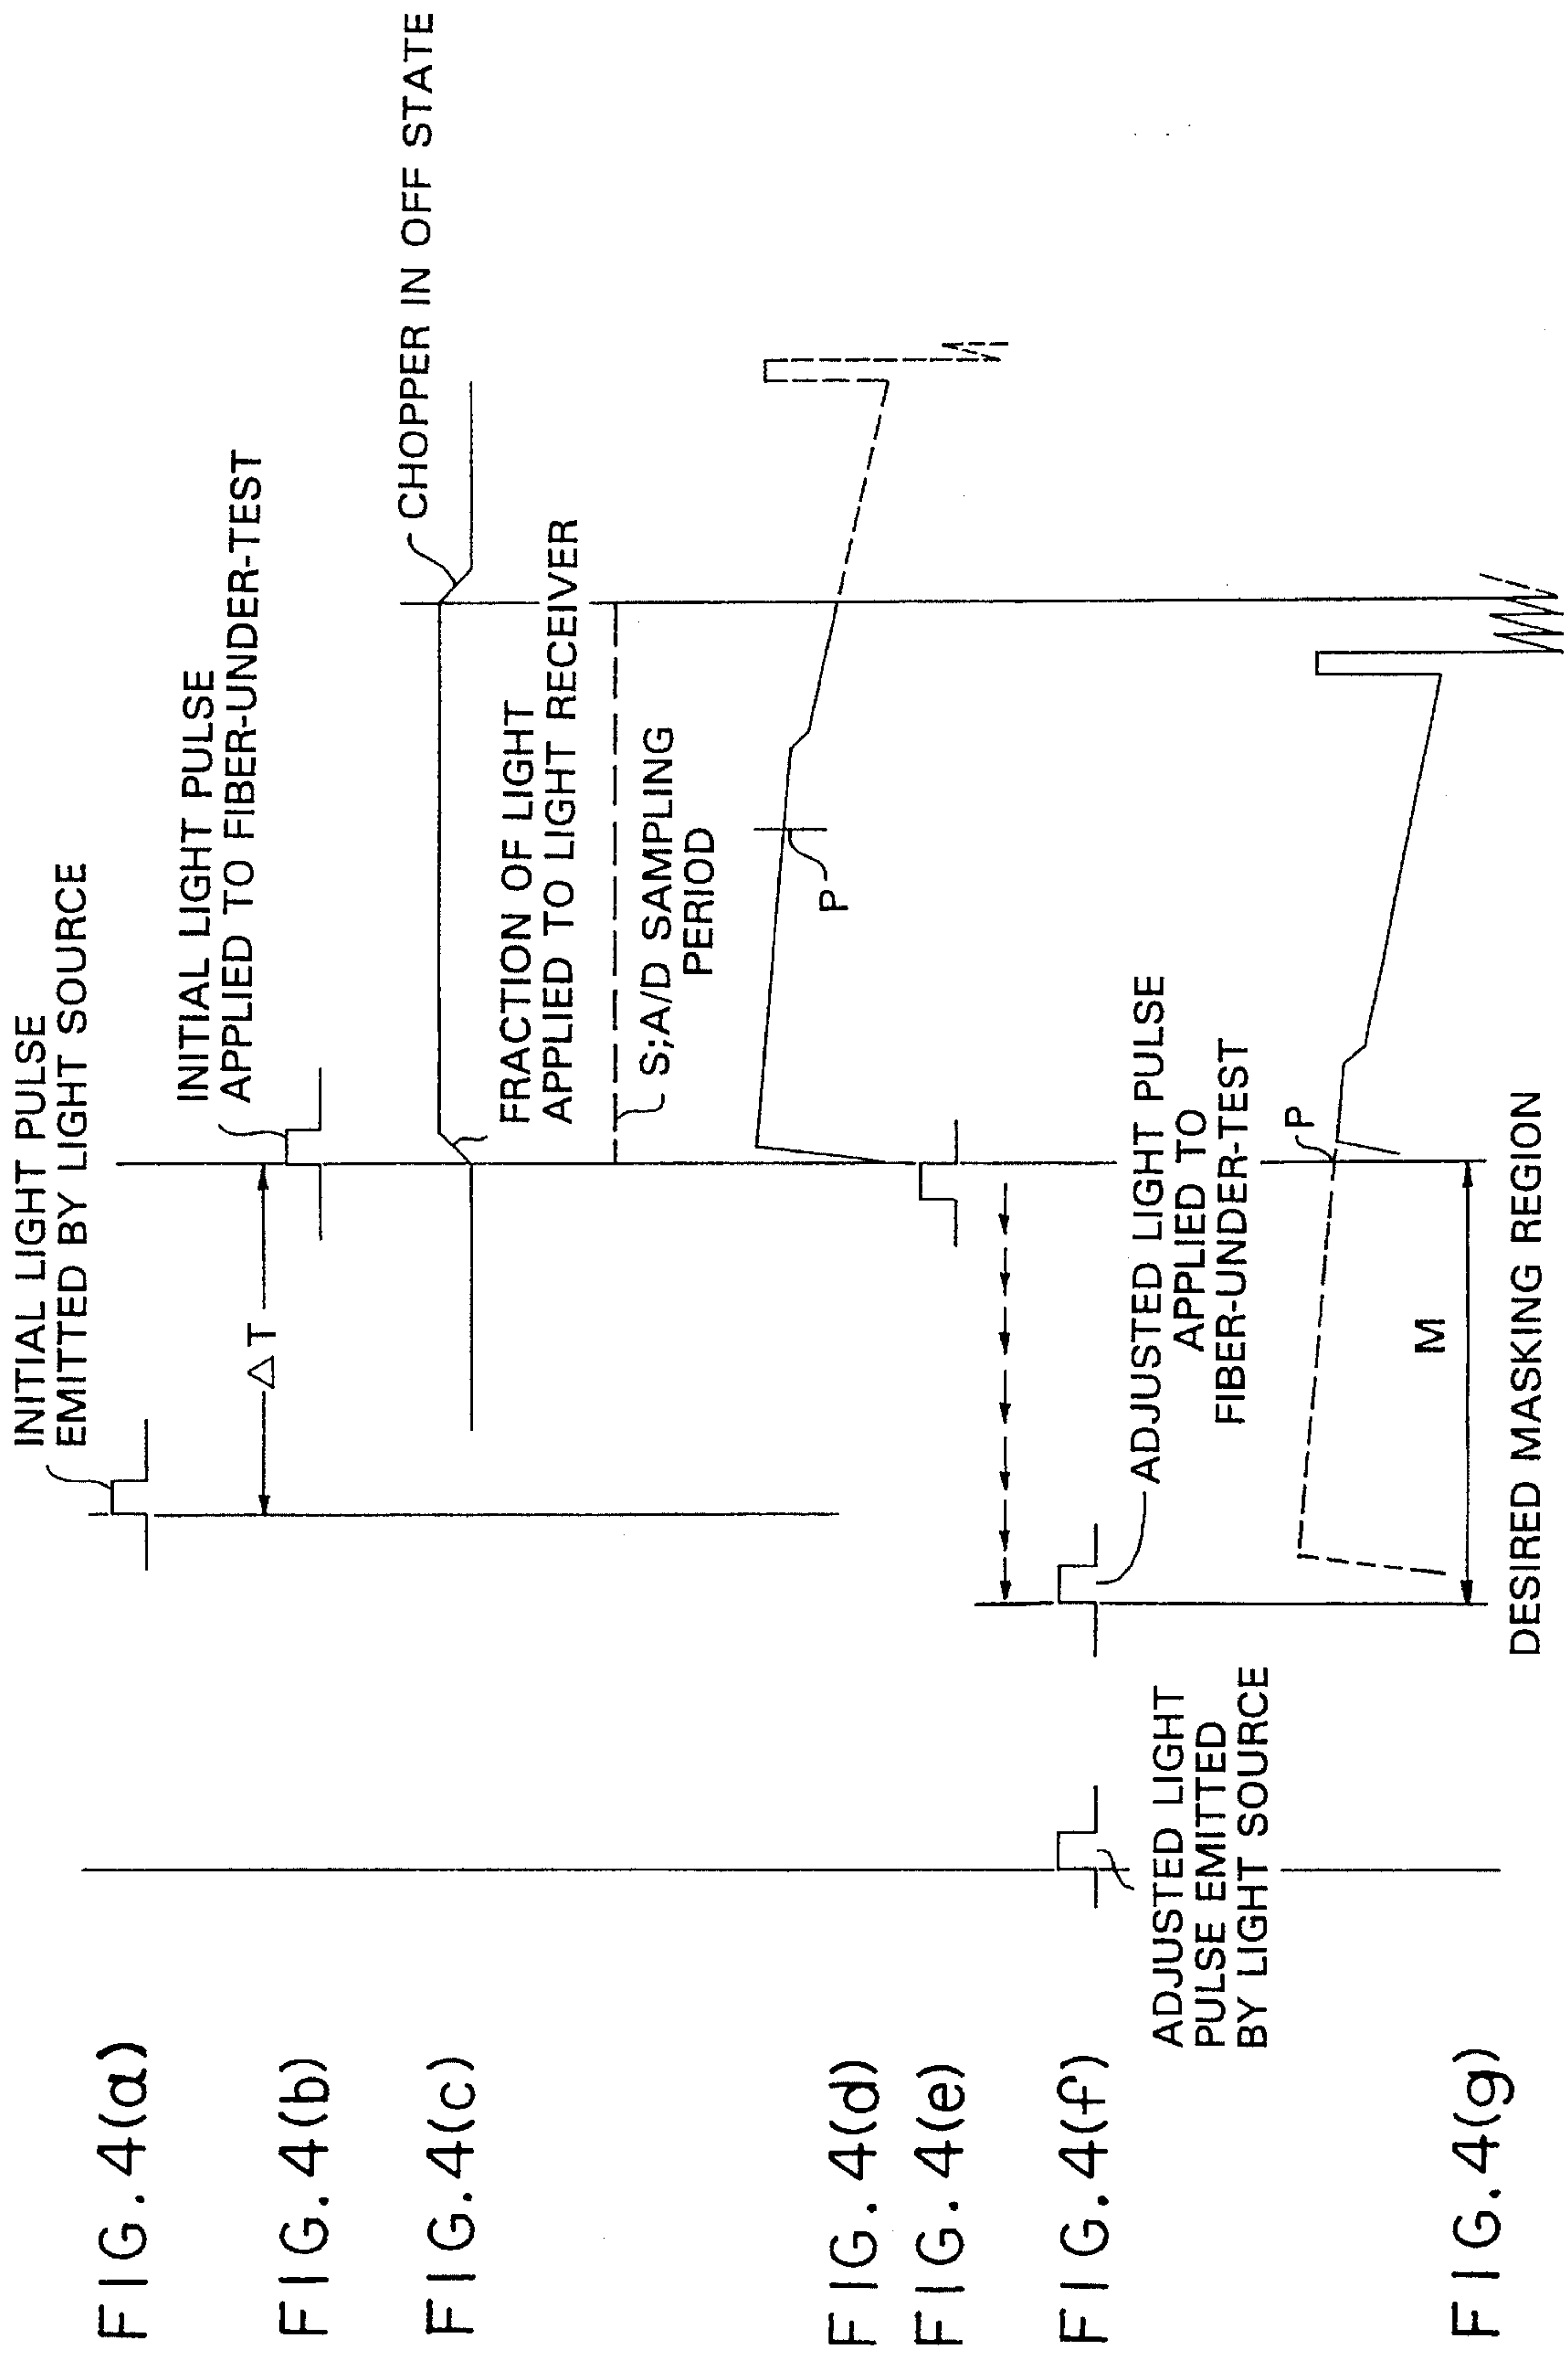 FIG.4(a)
INITIAL LIGHT PULSE
EMITTED BY LIGHT SOURCE
FIG.4(b)
INITIAL LIGHT PULSE
APPLIED TO FIBER-UNDER-TEST
△T
FIG.4(c)
CHOPPER IN OFF STATE
FRACTION OF LIGHT
APPLIED TO LIGHT RECEIVER
S;A/D SAMPLING
PERIOD
FIG.4(d)
P
FIG.4(e)
FIG.4(f)
ADJUSTED LIGHT
PULSE EMITTED
BY LIGHT SOURCE
ADJUSTED LIGHT PULSE
APPLIED TO
FIBER-UNDER-TEST
FIG.4(g)
P
M
DESIRED MASKING REGION